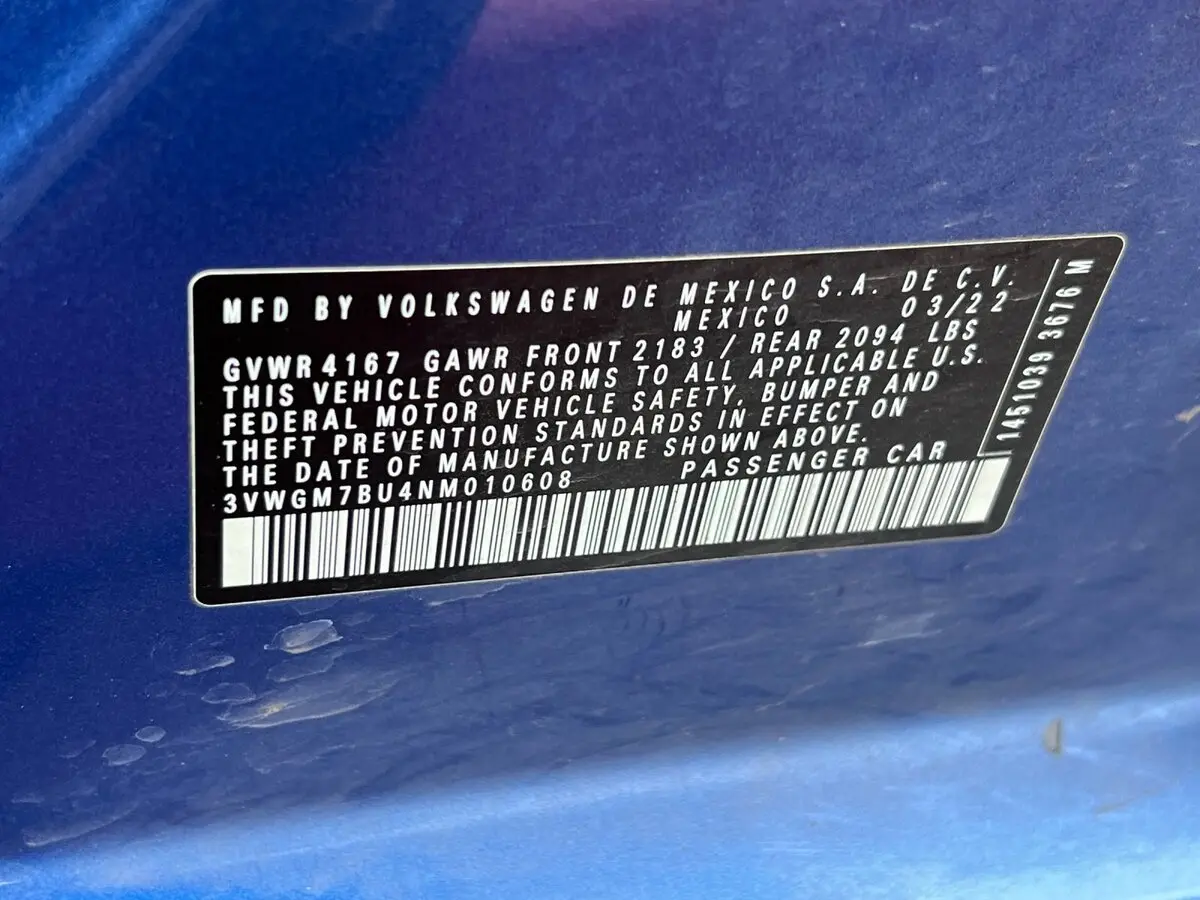 MFD BY VOLKSWAGEN DE MEXICO S.A. DE C.V.
MEXICO 03/22
GVWR 4167 GAWR FRONT 2183 / REAR 2094 LBS
THIS VEHICLE CONFORMS TO ALL APPLICABLE U.S.
FEDERAL MOTOR VEHICLE SAFETY, BUMPER AND
THEFT PREVENTION STANDARDS IN EFFECT ON
THE DATE OF MANUFACTURE SHOWN ABOVE.
3VWGM7BU4NM010608 PASSENGER CAR
1451039 3676 M